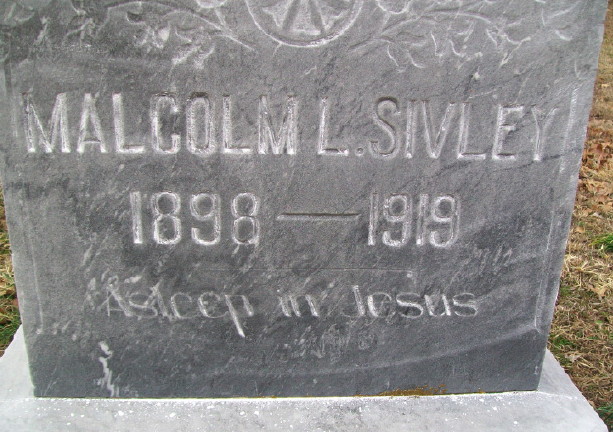 MALCOLM L. SIVLEY
1898 — 1919
Asleep in Jesus